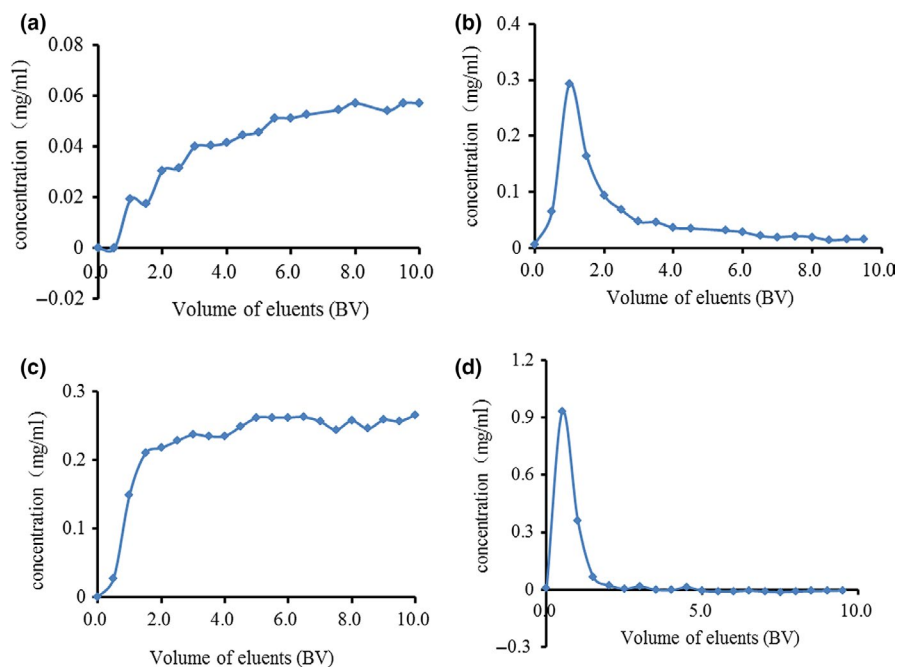 (a)
concentration（mg/ml）
0.08
0.06
0.04
0.02
0
−0.02
0.0 2.0 4.0 6.0 8.0 10.0
Volume of eluents (BV)
(b)
concentration（mg/ml）
0.4
0.3
0.2
0.1
0
0.0 2.0 4.0 6.0 8.0 10.0
Volume of eluents (BV)
(c)
concentration（mg/ml）
0.3
0.2
0.1
0
0.0 2.0 4.0 6.0 8.0 10.0
Volume of eluents (BV)
(d)
concentration（mg/ml）
1.2
0.9
0.6
0.3
0
−0.3
0.0 5.0 10.0
Volume of eluents (BV)